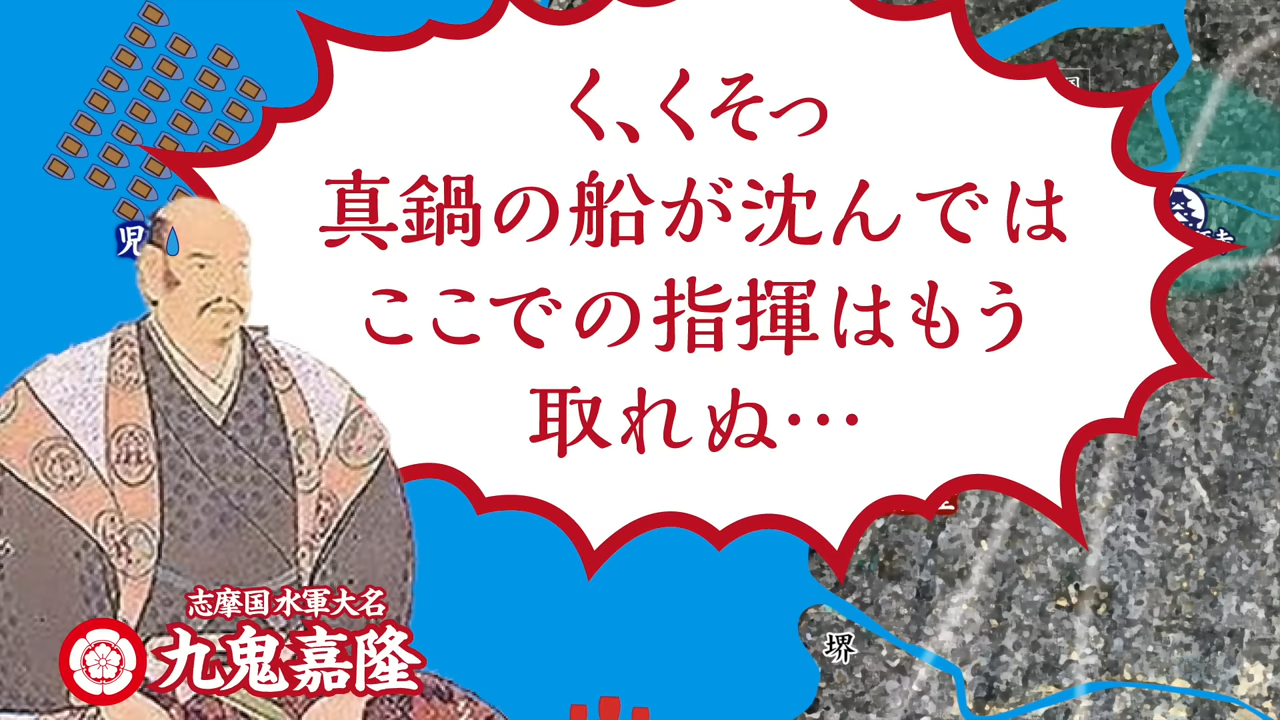 く、くそっ
真鍋の船が沈んでは
ここでの指揮はもう
取れぬ…
児
志摩国水軍大名
九鬼嘉隆
堺